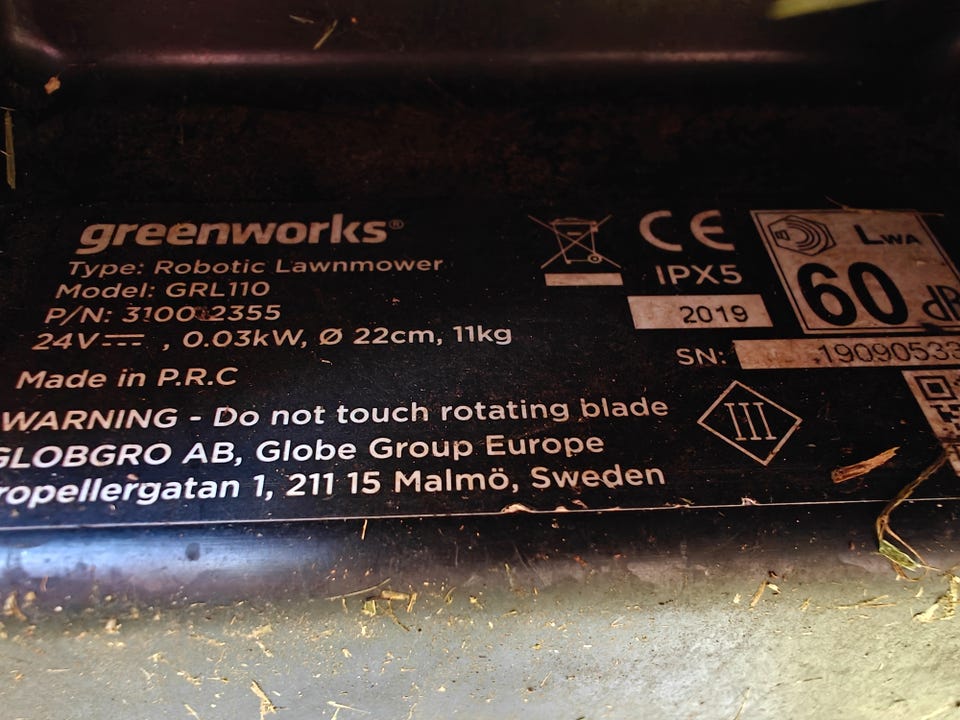 greenworks®
Type: Robotic Lawnmower
Model: GRL110
P/N: 3100 2355
24V⎓, 0.03kW, Ø 22cm, 11kg
Made in P.R.C
WARNING - Do not touch rotating blade
GLOBGRO AB, Globe Group Europe
ropellergatan 1, 211 15 Malmö, Sweden
CE
IPX5
2019
LWA
60 dB
SN: 19090533
III